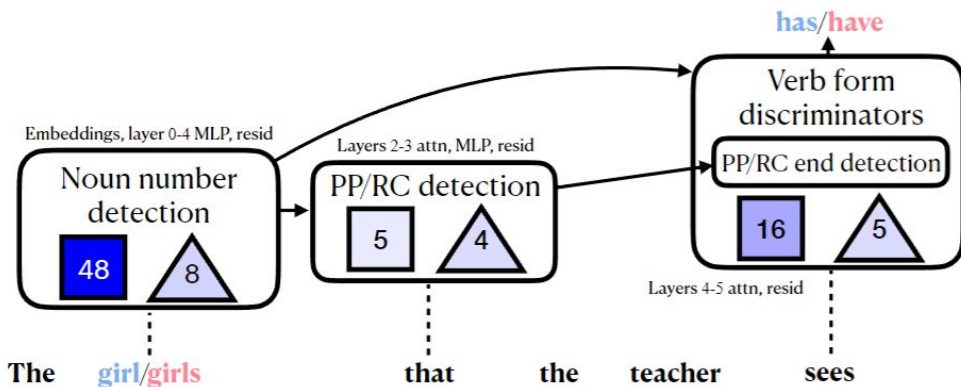 has/have
Verb form
discriminators
PP/RC end detection
16 5
Layers 4-5 attn, resid
Embeddings, layer 0-4 MLP, resid
Noun number
detection
48 8
Layers 2-3 attn, MLP, resid
PP/RC detection
5 4
The girl/girls that the teacher sees